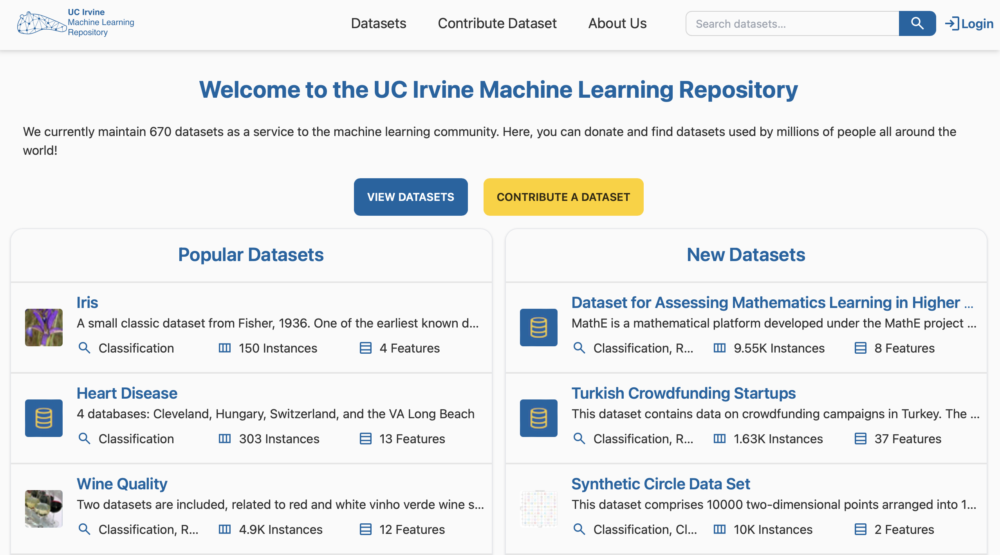 UC Irvine
Machine Learning
Repository
Datasets
Contribute Dataset
About Us
Search datasets...
Login
Welcome to the UC Irvine Machine Learning Repository
We currently maintain 670 datasets as a service to the machine learning community. Here, you can donate and find datasets used by millions of people all around the
world!
VIEW DATASETS
CONTRIBUTE A DATASET
Popular Datasets
Iris
A small classic dataset from Fisher, 1936. One of the earliest known d...
Classification
150 Instances
4 Features
Heart Disease
4 databases: Cleveland, Hungary, Switzerland, and the VA Long Beach
Classification
303 Instances
13 Features
Wine Quality
Two datasets are included, related to red and white vinho verde wine s...
Classification, R...
4.9K Instances
12 Features
New Datasets
Dataset for Assessing Mathematics Learning in Higher ...
MathE is a mathematical platform developed under the MathE project ...
Classification, R...
9.55K Instances
8 Features
Turkish Crowdfunding Startups
This dataset contains data on crowdfunding campaigns in Turkey. The ...
Classification, R...
1.63K Instances
37 Features
Synthetic Circle Data Set
This dataset comprises 10000 two-dimensional points arranged into 1...
Classification, Cl...
10K Instances
2 Features